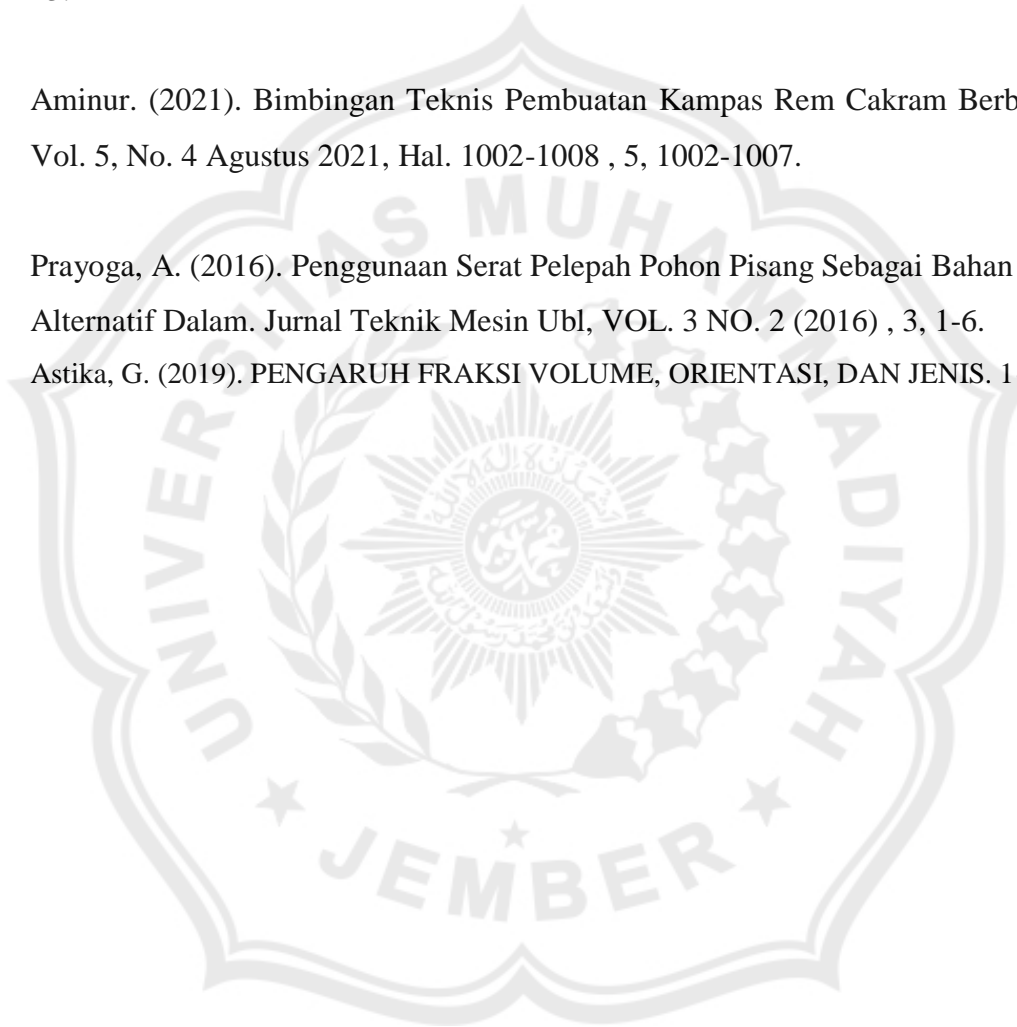 Aminur. (2021). Bimbingan Teknis Pembuatan Kampas Rem Cakram Berb
Vol. 5, No. 4 Agustus 2021, Hal. 1002-1008 , 5, 1002-1007.
Prayoga, A. (2016). Penggunaan Serat Pelepah Pohon Pisang Sebagai Bahan
Alternatif Dalam. Jurnal Teknik Mesin Ubl, VOL. 3 NO. 2 (2016) , 3, 1-6.
Astika, G. (2019). PENGARUH FRAKSI VOLUME, ORIENTASI, DAN JENIS. 1
UNIVERSITAS MUHAMMADIYAH
JEMBER